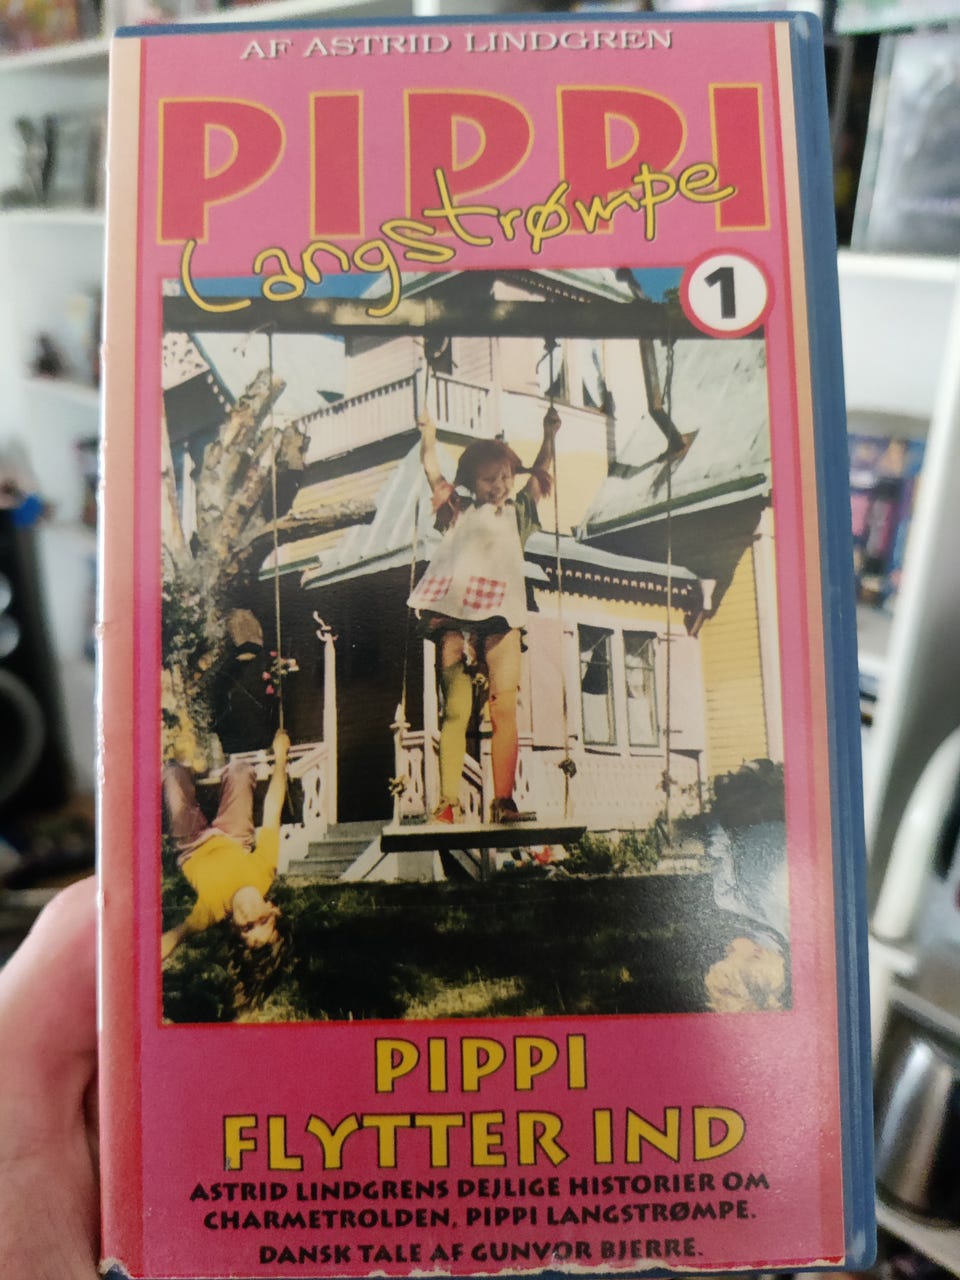 AF ASTRID LINDGREN
PIPPI
Langstrømpe
1
PIPPI
FLYTTER IND
ASTRID LINDGRENS DEJLIGE HISTORIER OM
CHARMETROLDEN, PIPPI LANGSTRØMPE.
DANSK TALE AF GUNVOR BJERRE.